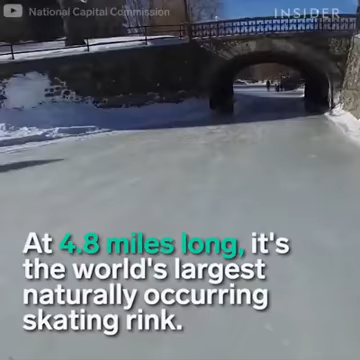 National Capital Commission
INSIDER
At 4.8 miles long, it's
the world's largest
naturally occurring
skating rink.